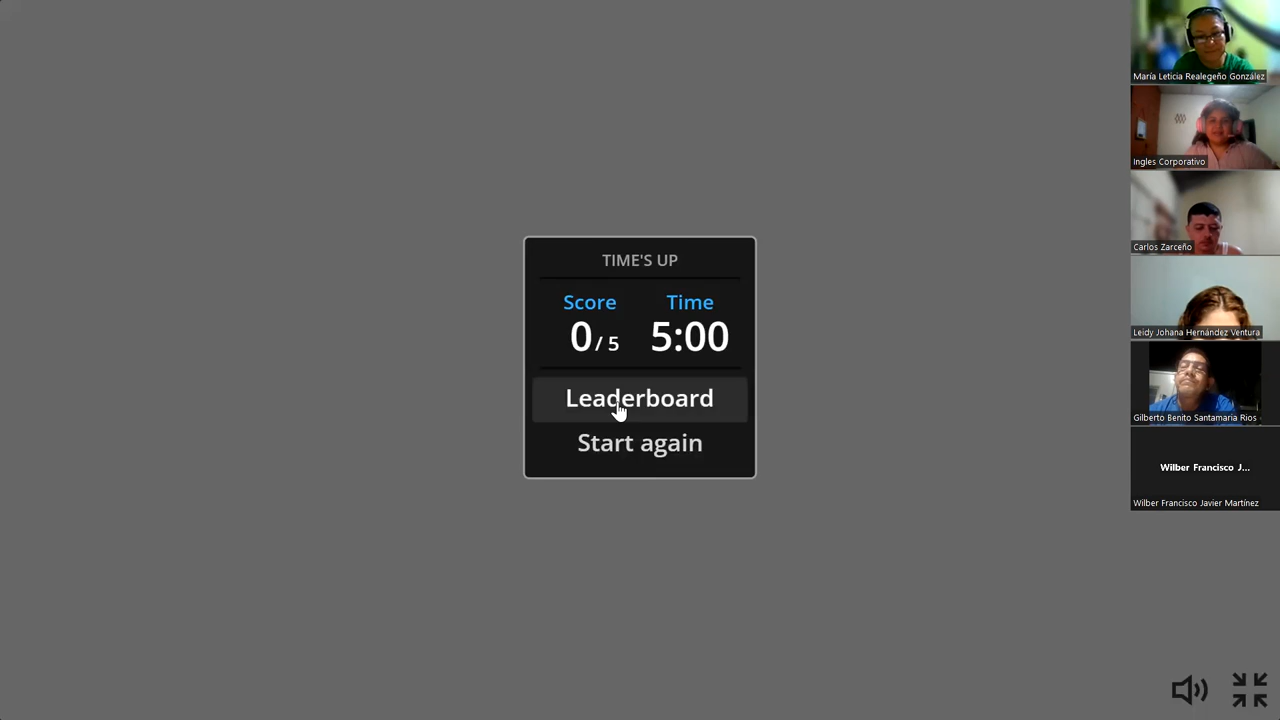 TIME'S UP
Score Time
0/5 5:00
Leaderboard
Start again
María Leticia Realegeño González
Ingles Corporativo
Carlos Zarceño
Leidy Johana Hernández Ventura
Gilberto Benito Santamaria Rios
Wilber Francisco J...
Wilber Francisco Javier Martínez